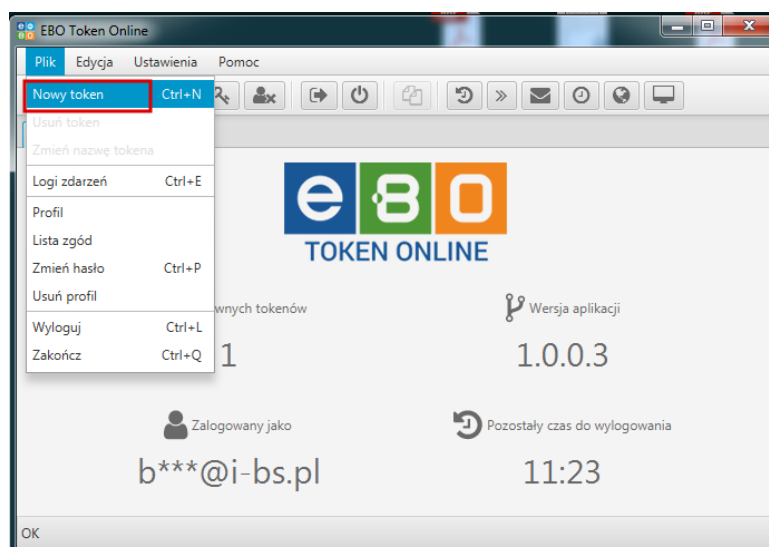 EBO Token Online
Plik Edycja Ustawienia Pomoc
Nowy token Ctrl+N
Usuń token
Zmień nazwę tokena
Logi zdarzeń Ctrl+E
Profil
Lista zgód
Zmień hasło Ctrl+P
Usuń profil
Wyloguj Ctrl+L
Zakończ Ctrl+Q
eBO
TOKEN ONLINE
tokenów
1
Wersja aplikacji
1.0.0.3
Zalogowany jako
b***@i-bs.pl
Pozostały czas do wylogowania
11:23
OK